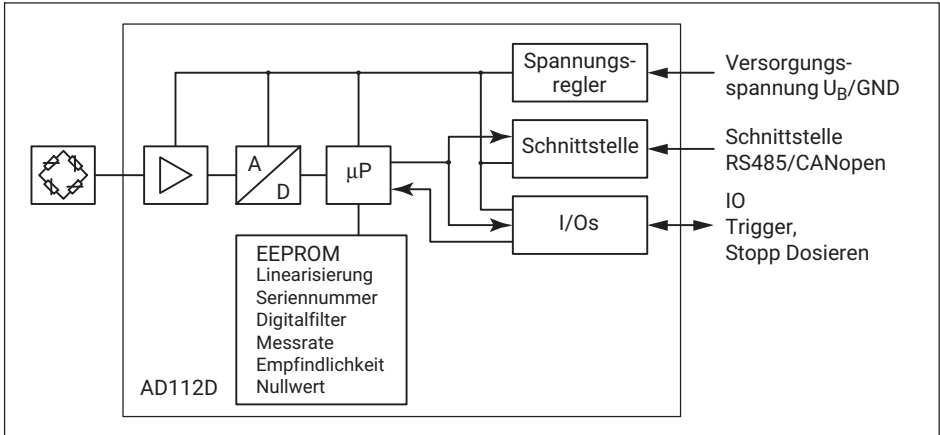 Spannungs-
regler
Versorgungs-
spannung UB/GND
Schnittstelle
Schnittstelle
RS485/CANopen
A
D
µP
I/Os
IO
Trigger,
Stopp Dosieren
EEPROM
Linearisierung
Seriennummer
Digitalfilter
Messrate
Empfindlichkeit
Nullwert
AD112D